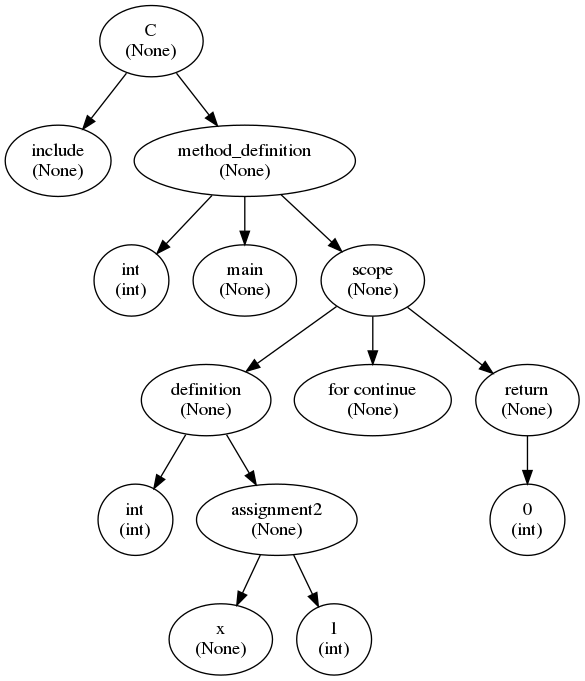 C
(None)
include
(None)
method_definition
(None)
int
(int)
main
(None)
scope
(None)
definition
(None)
for continue
(None)
return
(None)
int
(int)
assignment2
(None)
0
(int)
x
(None)
1
(int)